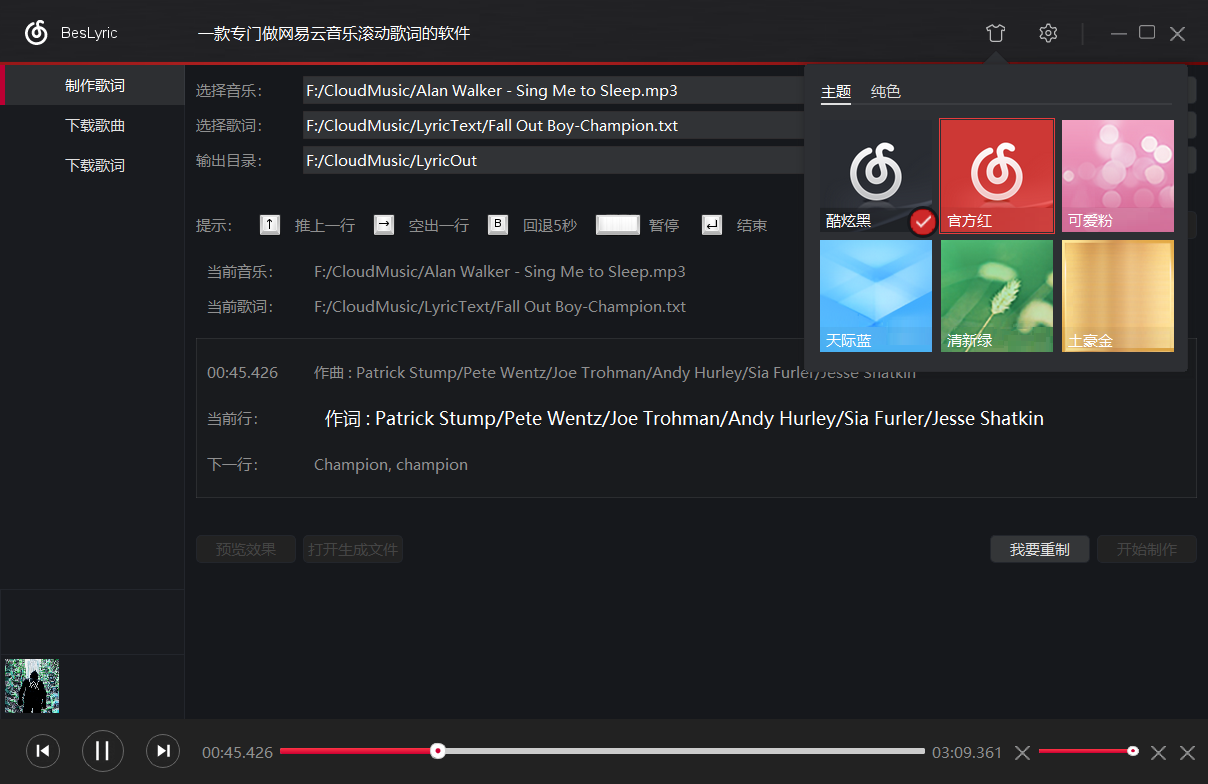 BesLyric
一款专门做网易云音乐滚动歌词的软件
制作歌词
下载歌曲
下载歌词
选择音乐：
F:/CloudMusic/Alan Walker - Sing Me to Sleep.mp3
选择歌词：
F:/CloudMusic/LyricText/Fall Out Boy-Champion.txt
输出目录：
F:/CloudMusic/LyricOut
提示： ↑ 推上一行 → 空出一行 B 回退5秒 暂停 ↵ 结束
当前音乐： F:/CloudMusic/Alan Walker - Sing Me to Sleep.mp3
当前歌词： F:/CloudMusic/LyricText/Fall Out Boy-Champion.txt
00:45.426 作曲 : Patrick Stump/Pete Wentz/Joe Trohman/Andy Hurley/Sia Furler/Jesse Shatkin
当前行： 作词 : Patrick Stump/Pete Wentz/Joe Trohman/Andy Hurley/Sia Furler/Jesse Shatkin
下一行： Champion, champion
预览效果 打开生成文件 我要重制 开始制作
主题 纯色
酷炫黑 官方红 可爱粉
天际蓝 清新绿 土豪金
00:45.426 03:09.361